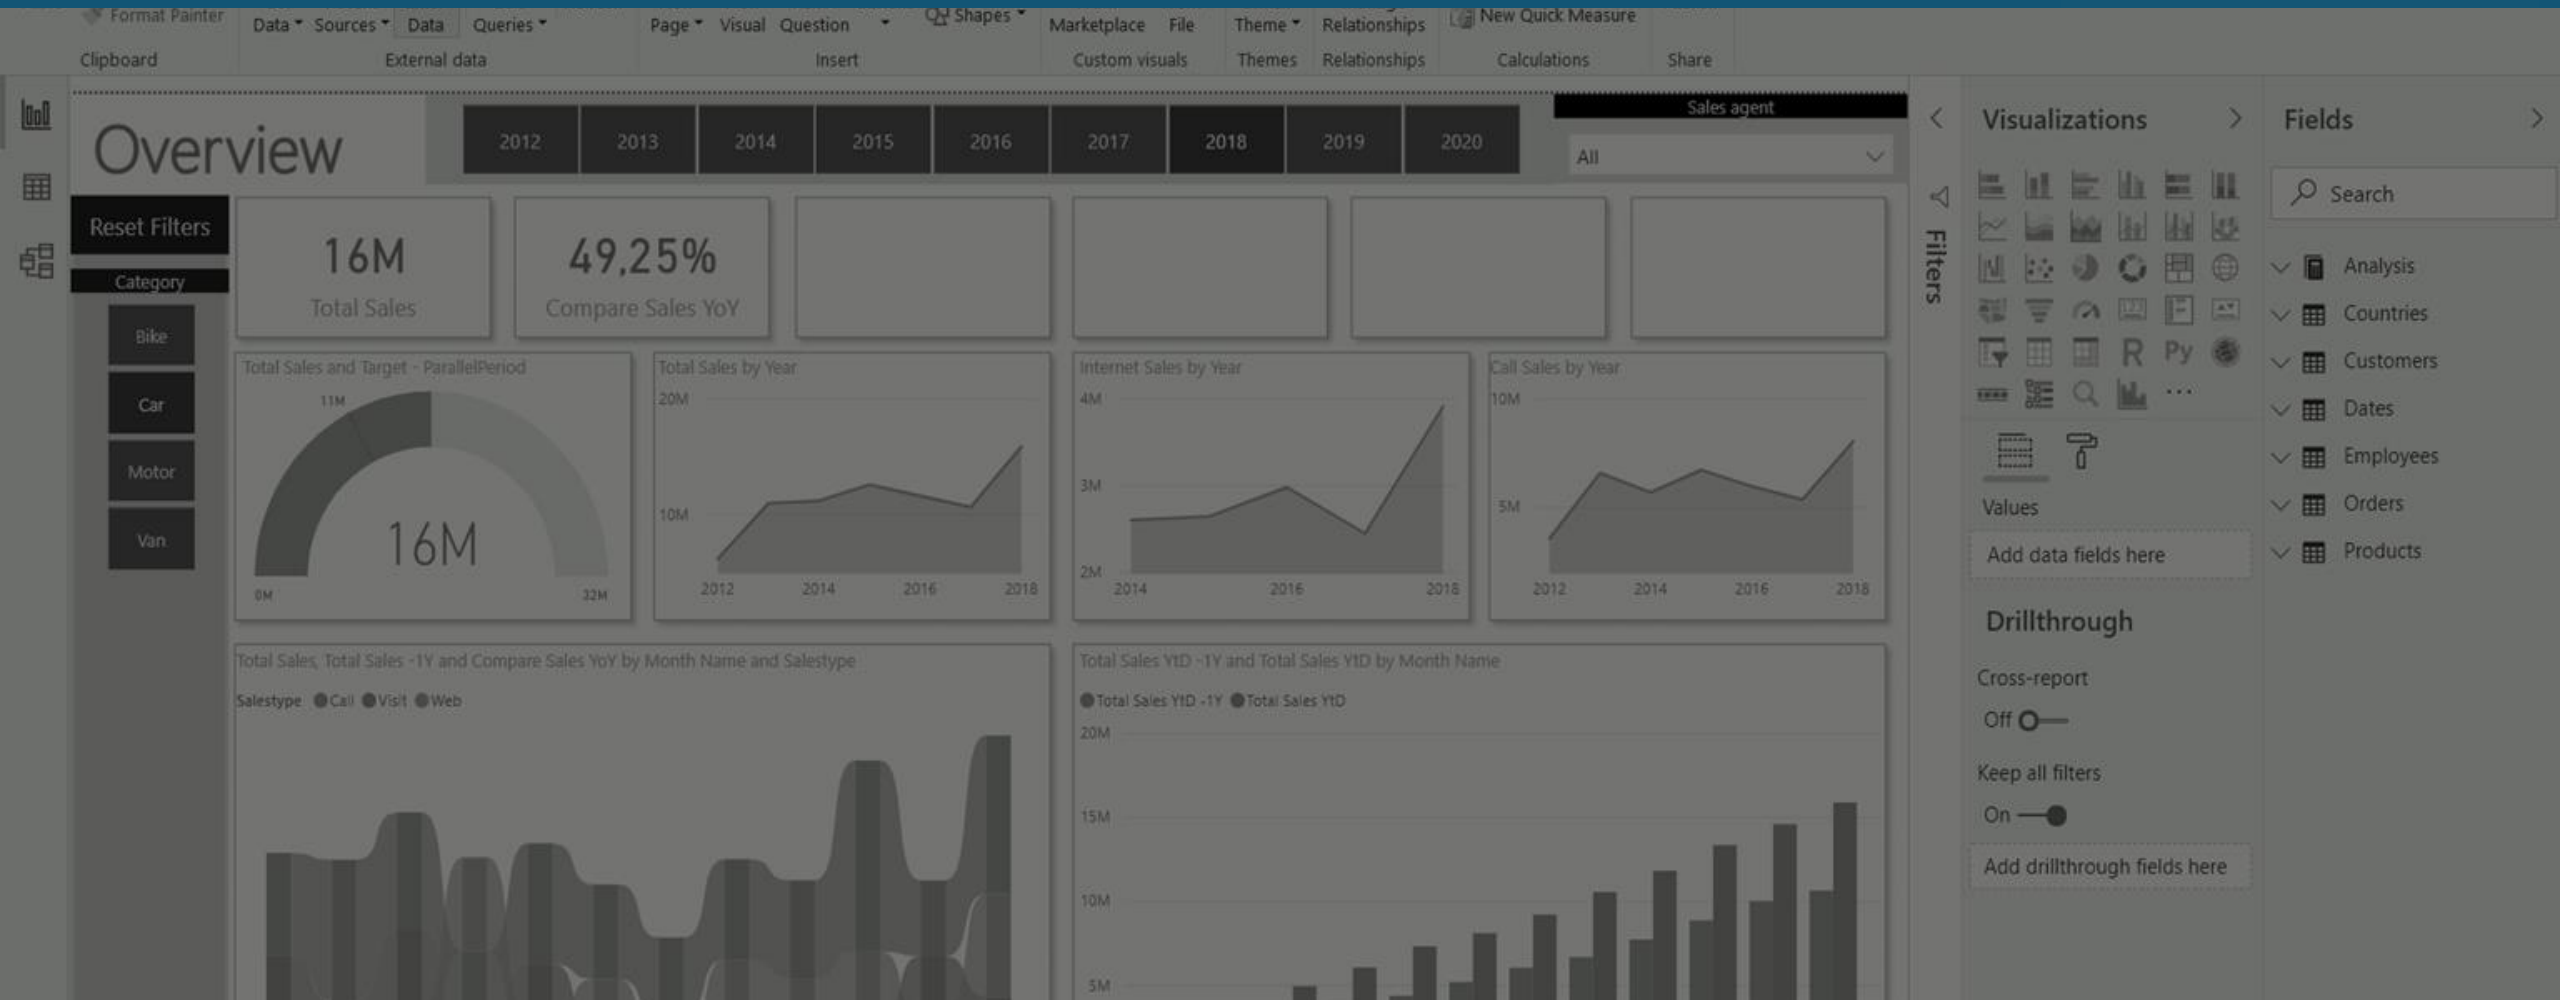 Format Painter
Data Sources Data Queries Page Visual Question Shapes Marketplace File Theme Relationships New Quick Measure
Clipboard External data Insert Custom visuals Themes Relationships Calculations Share
Overview
2012 2013 2014 2015 2016 2017 2018 2019 2020
Sales agent
All
Reset Filters
Category
Bike
Car
Motor
Van
16M
Total Sales
49,25%
Compare Sales YoY
Total Sales and Target - ParallelPeriod
11M
16M
0M 32M
Total Sales by Year
20M
10M
2012 2014 2016 2018
Internet Sales by Year
4M
3M
2M
2014 2016 2018
Call Sales by Year
10M
5M
2012 2014 2016 2018
Total Sales, Total Sales -1Y and Compare Sales YoY by Month Name and Salestype
Salestype Call Visit Web
Total Sales YtD -1Y and Total Sales YtD by Month Name
Total Sales YtD -1Y Total Sales YtD
20M
15M
10M
5M
Filters
Visualizations
R Py
Values
Add data fields here
Drillthrough
Cross-report
Off
Keep all filters
On
Add drillthrough fields here
Fields
Search
Analysis
Countries
Customers
Dates
Employees
Orders
Products